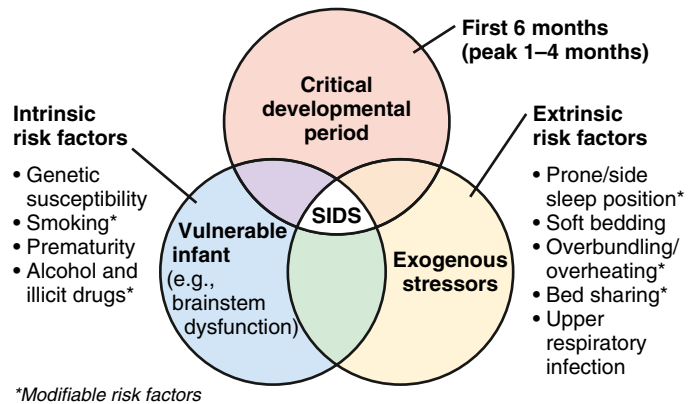 First 6 months
(peak 1–4 months)
Critical
developmental
period
Intrinsic
risk factors
• Genetic
susceptibility
• Smoking*
• Prematurity
• Alcohol and
illicit drugs*
Extrinsic
risk factors
• Prone/side
sleep position*
• Soft bedding
• Overbundling/
overheating*
• Bed sharing*
• Upper
respiratory
infection
SIDS
Vulnerable
infant
(e.g.,
brainstem
dysfunction)
Exogenous
stressors
*Modifiable risk factors